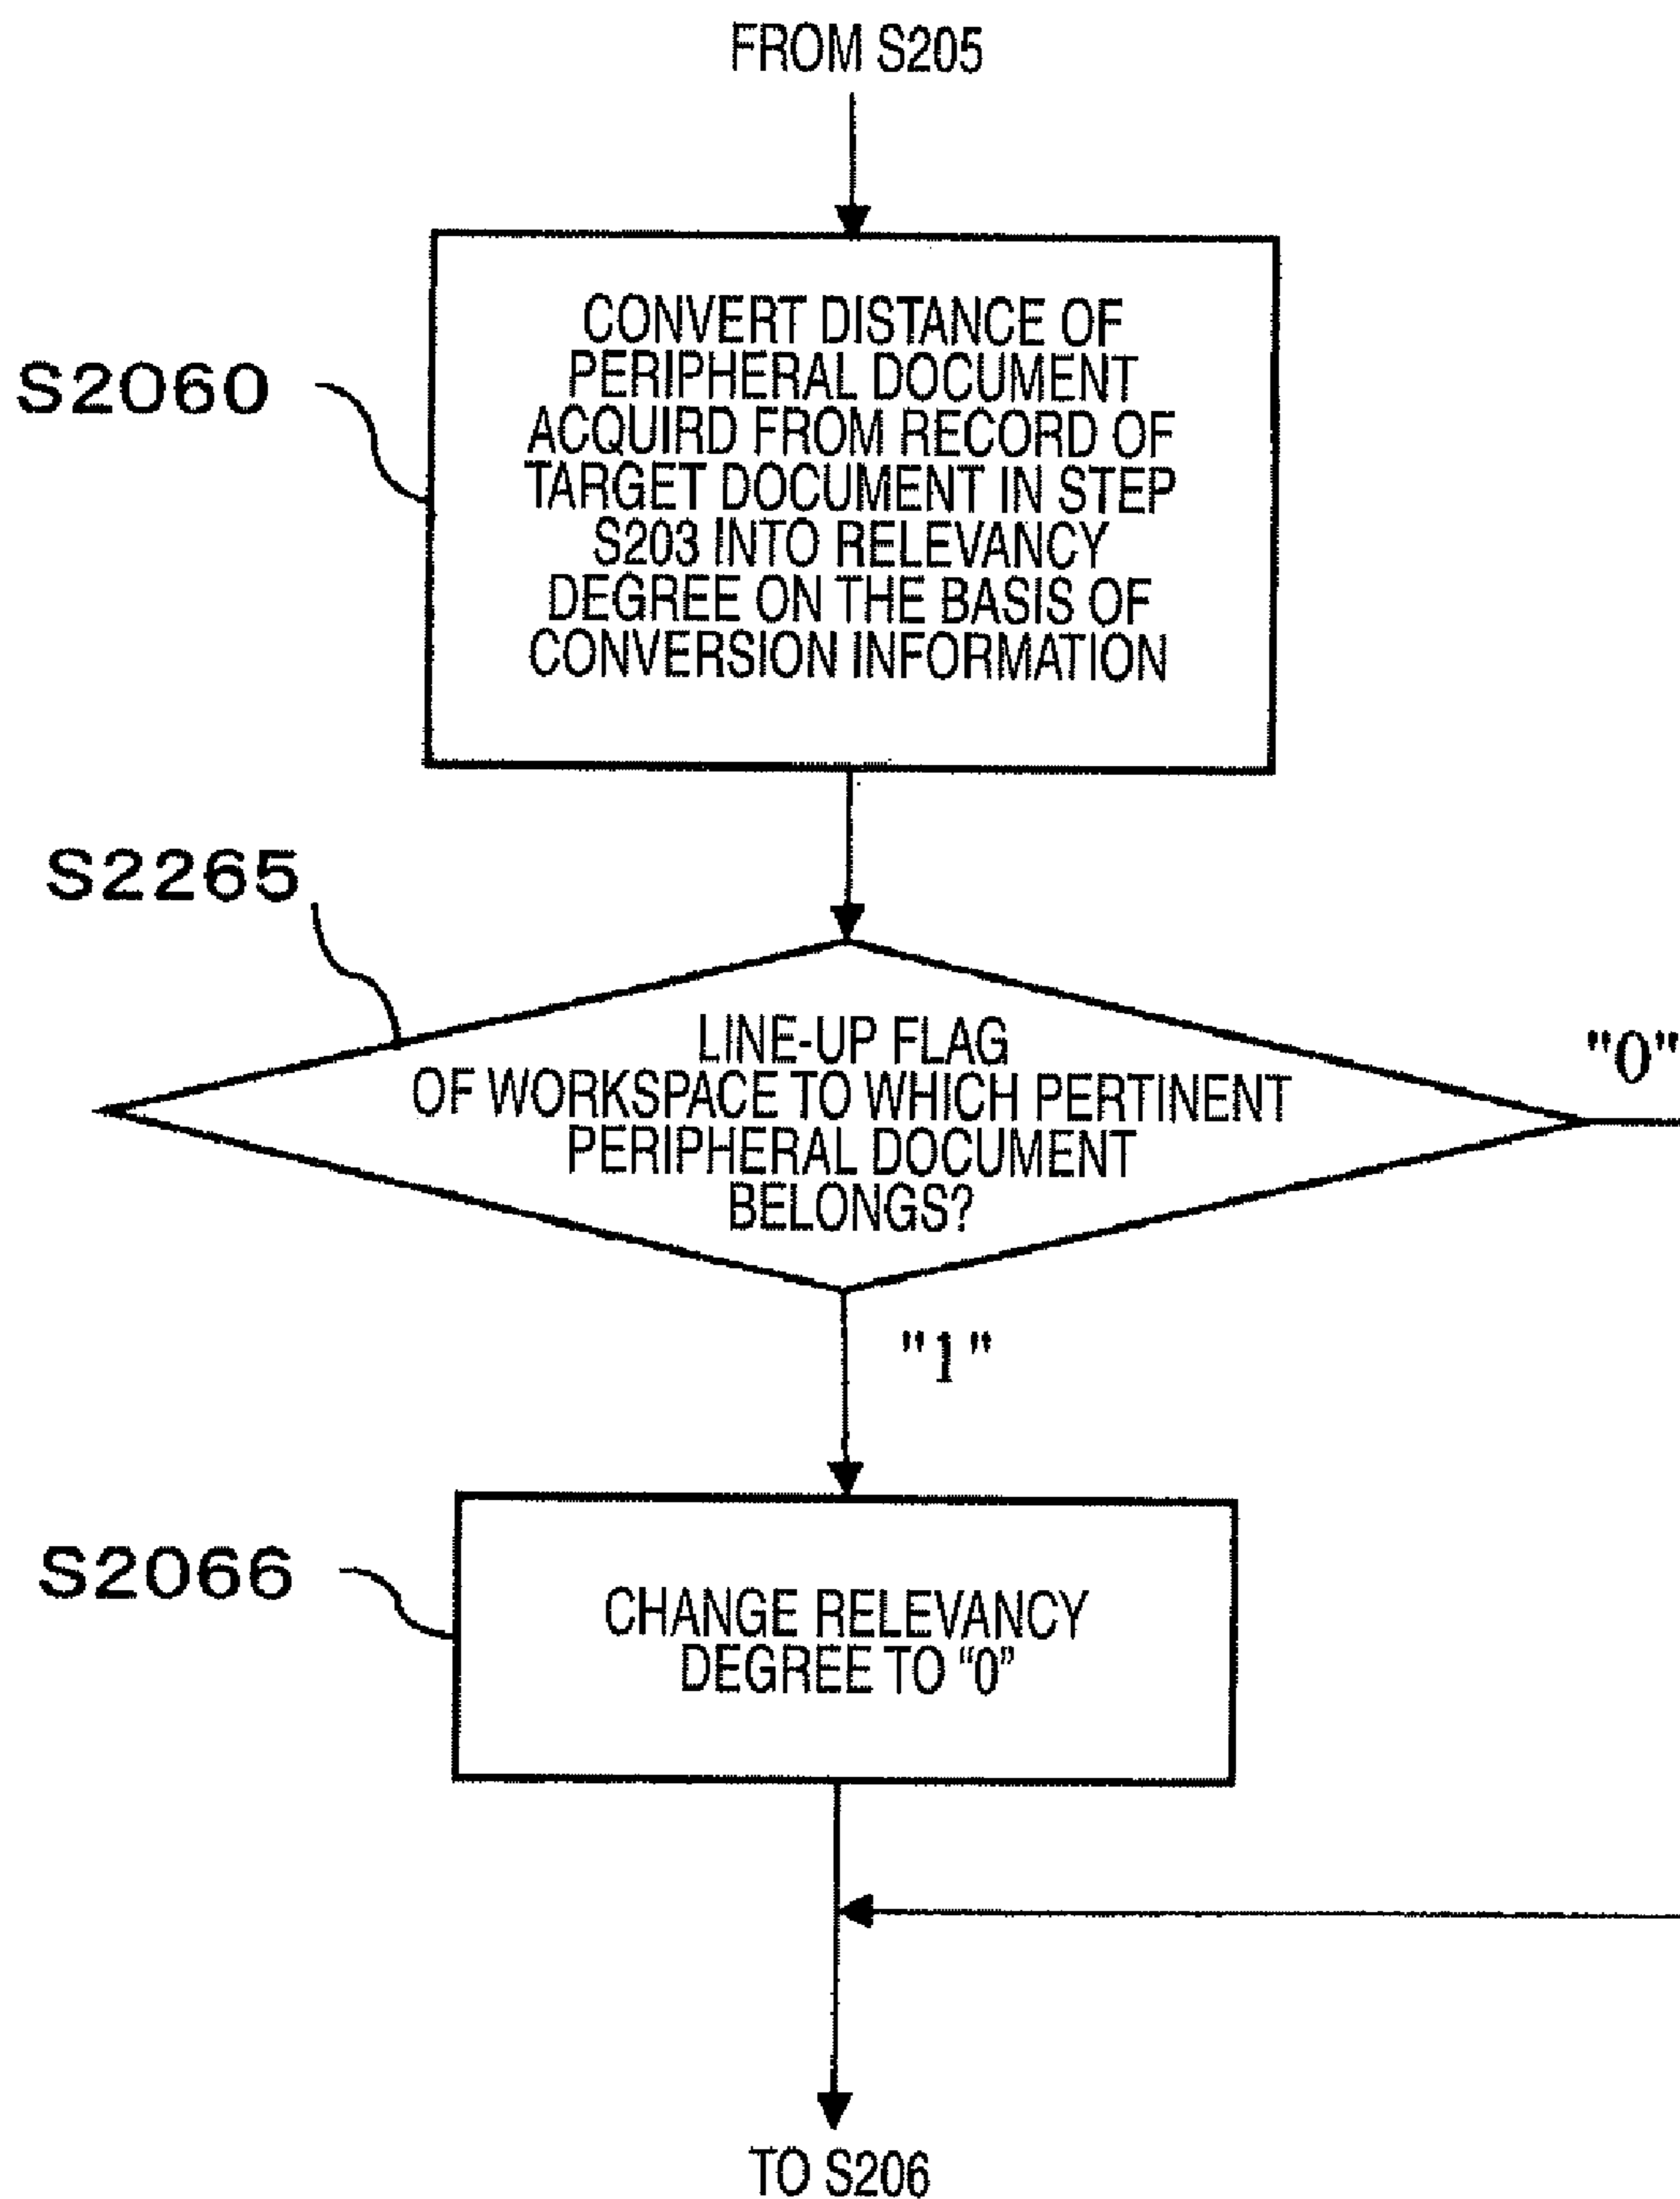 FROM S205
S2060
CONVERT DISTANCE OF
PERIPHERAL DOCUMENT
ACQUIRD FROM RECORD OF
TARGET DOCUMENT IN STEP
S203 INTO RELEVANCY
DEGREE ON THE BASIS OF
CONVERSION INFORMATION
S2265
LINE-UP FLAG
OF WORKSPACE TO WHICH PERTINENT
PERIPHERAL DOCUMENT
BELONGS?
"0"
"1"
S2066
CHANGE RELEVANCY
DEGREE TO “0”
TO S206